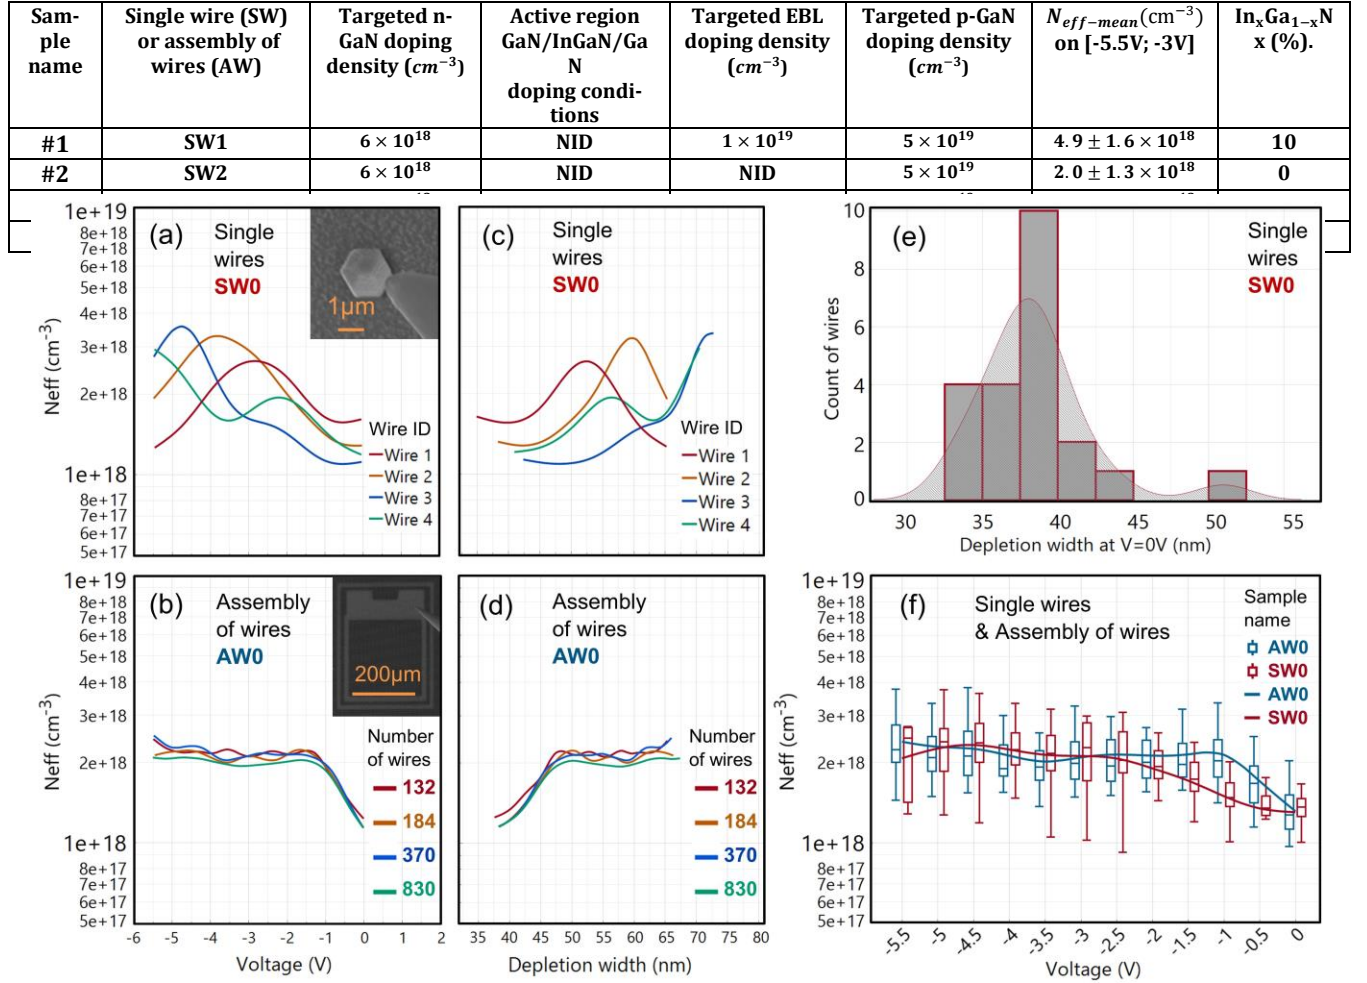 Sam-
ple
name
Single wire (SW)
or assembly of
wires (AW)
Targeted n-
GaN doping
density (cm⁻³)
Active region
GaN/InGaN/Ga
N
doping condi-
tions
Targeted EBL
doping density
(cm⁻³)
Targeted p-GaN
doping density
(cm⁻³)
N_eff−mean(cm⁻³)
on [-5.5V; -3V]
InₓGa₁₋ₓN
x (%).
#1 SW1 6 × 10¹⁸ NID 1 × 10¹⁹ 5 × 10¹⁹ 4.9 ± 1.6 × 10¹⁸ 10
#2 SW2 6 × 10¹⁸ NID NID 5 × 10¹⁹ 2.0 ± 1.3 × 10¹⁸ 0
1e+19
8e+18
7e+18
6e+18
5e+18
4e+18
3e+18
2e+18
1e+18
8e+17
7e+17
6e+17
5e+17
Neff (cm⁻³)
(a) Single
wires
SW0
1µm
Wire ID
Wire 1
Wire 2
Wire 3
Wire 4
(c) Single
wires
SW0
Wire ID
Wire 1
Wire 2
Wire 3
Wire 4
(e) Single
wires
SW0
10
8
6
4
2
0
Count of wires
30 35 40 45 50 55
Depletion width at V=0V (nm)
1e+19
8e+18
7e+18
6e+18
5e+18
4e+18
3e+18
2e+18
1e+18
8e+17
7e+17
6e+17
5e+17
Neff (cm⁻³)
(b) Assembly
of wires
AW0
200µm
Number
of wires
132
184
370
830
-6 -5 -4 -3 -2 -1 0 1 2
Voltage (V)
(d) Assembly
of wires
AW0
Number
of wires
132
184
370
830
35 40 45 50 55 60 65 70 75 80
Depletion width (nm)
1e+19
8e+18
7e+18
6e+18
5e+18
4e+18
3e+18
2e+18
1e+18
8e+17
7e+17
6e+17
5e+17
Neff (cm⁻³)
(f) Single wires
& Assembly of wires
Sample
name
AW0
SW0
AW0
SW0
-5.5 -5 -4.5 -4 -3.5 -3 -2.5 -2 -1.5 -1 -0.5 0
Voltage (V)